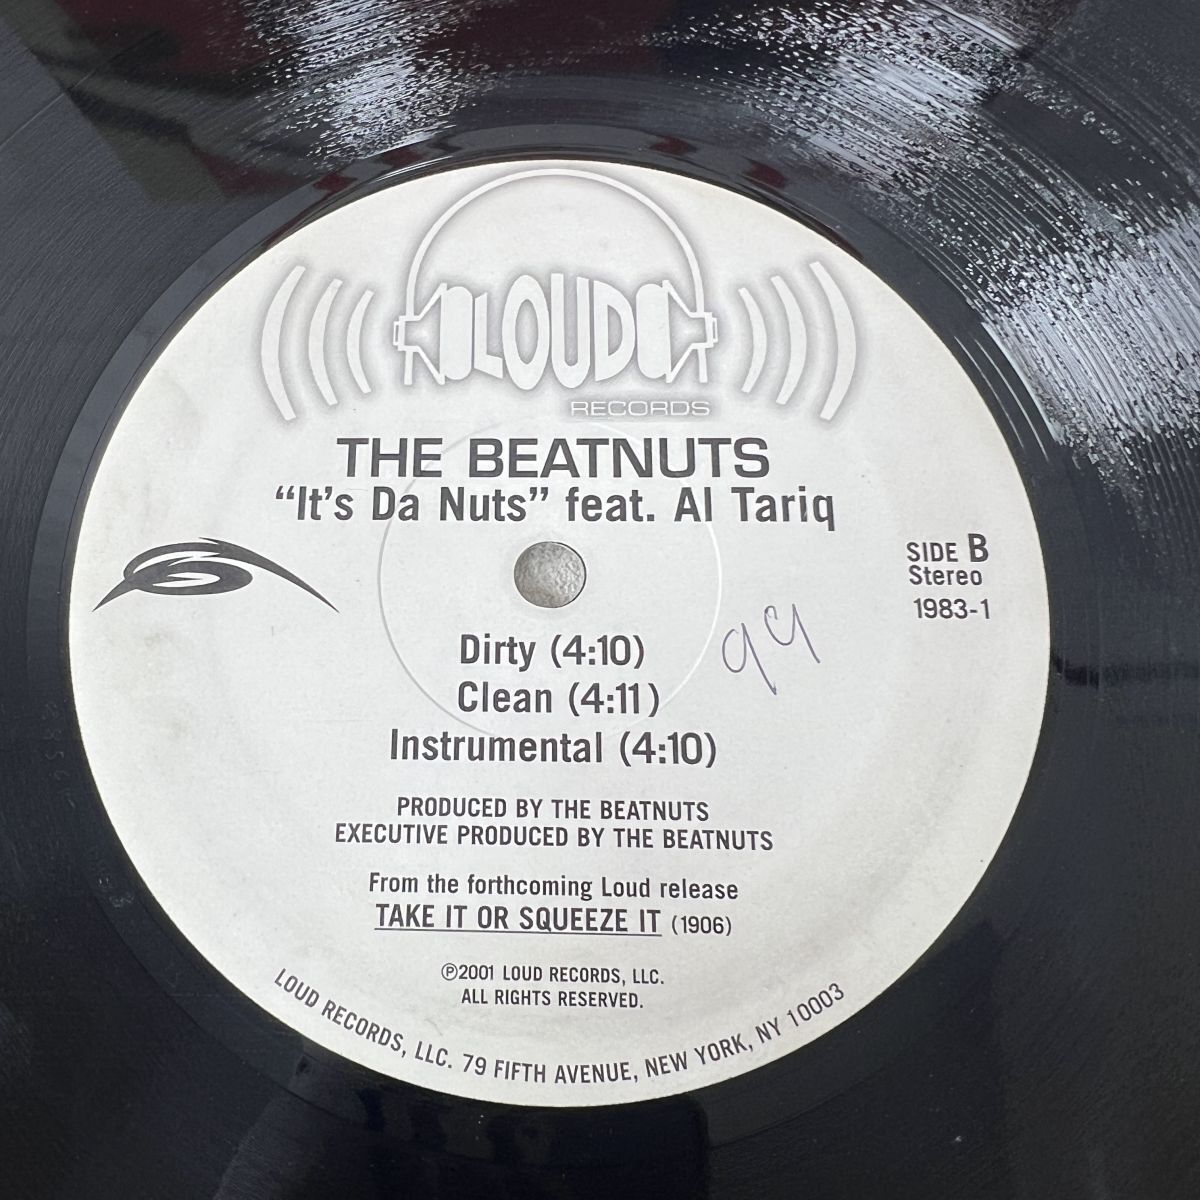 LOUD
RECORDS
THE BEATNUTS
“It’s Da Nuts” feat. Al Tariq
SIDE B
Stereo
1983-1
Dirty (4:10)
Clean (4:11)
Instrumental (4:10)
PRODUCED BY THE BEATNUTS
EXECUTIVE PRODUCED BY THE BEATNUTS
From the forthcoming Loud release
TAKE IT OR SQUEEZE IT (1906)
℗2001 LOUD RECORDS, LLC.
ALL RIGHTS RESERVED.
LOUD RECORDS, LLC. 79 FIFTH AVENUE, NEW YORK, NY 10003